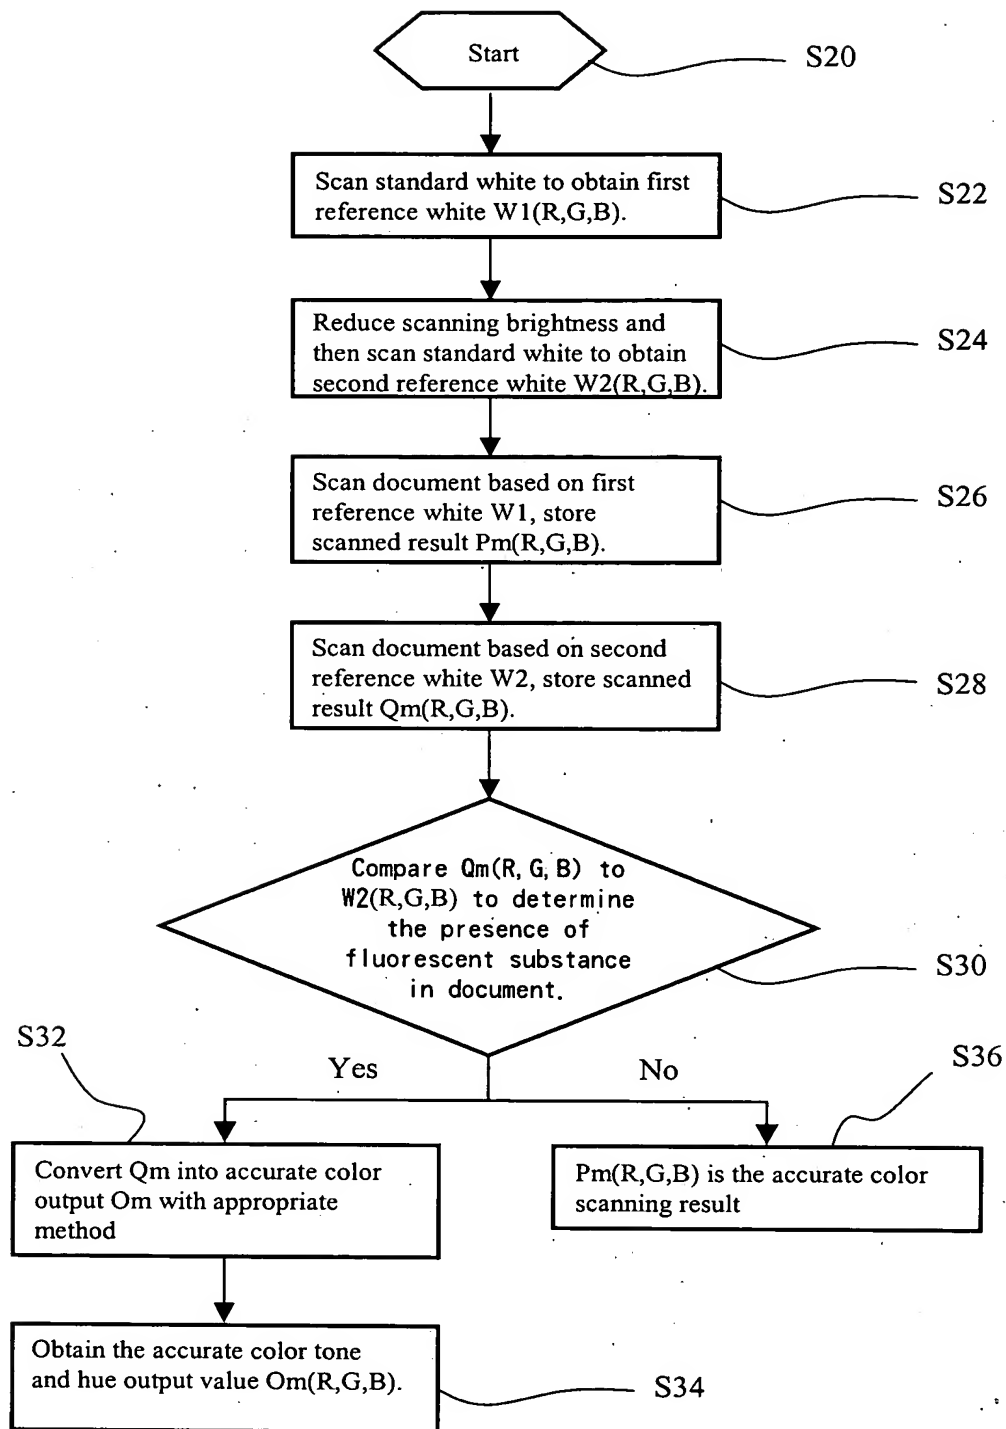 Start
S20
Scan standard white to obtain first
reference white W1(R,G,B).
S22
Reduce scanning brightness and
then scan standard white to obtain
second reference white W2(R,G,B).
S24
Scan document based on first
reference white W1, store
scanned result Pm(R,G,B).
S26
Scan document based on second
reference white W2, store scanned
result Qm(R,G,B).
S28
Compare Qm(R, G, B) to
W2(R,G,B) to determine
the presence of
fluorescent substance
in document.
S30
Yes
No
S32
Convert Qm into accurate color
output Om with appropriate
method
S36
Pm(R,G,B) is the accurate color
scanning result
Obtain the accurate color tone
and hue output value Om(R,G,B).
S34